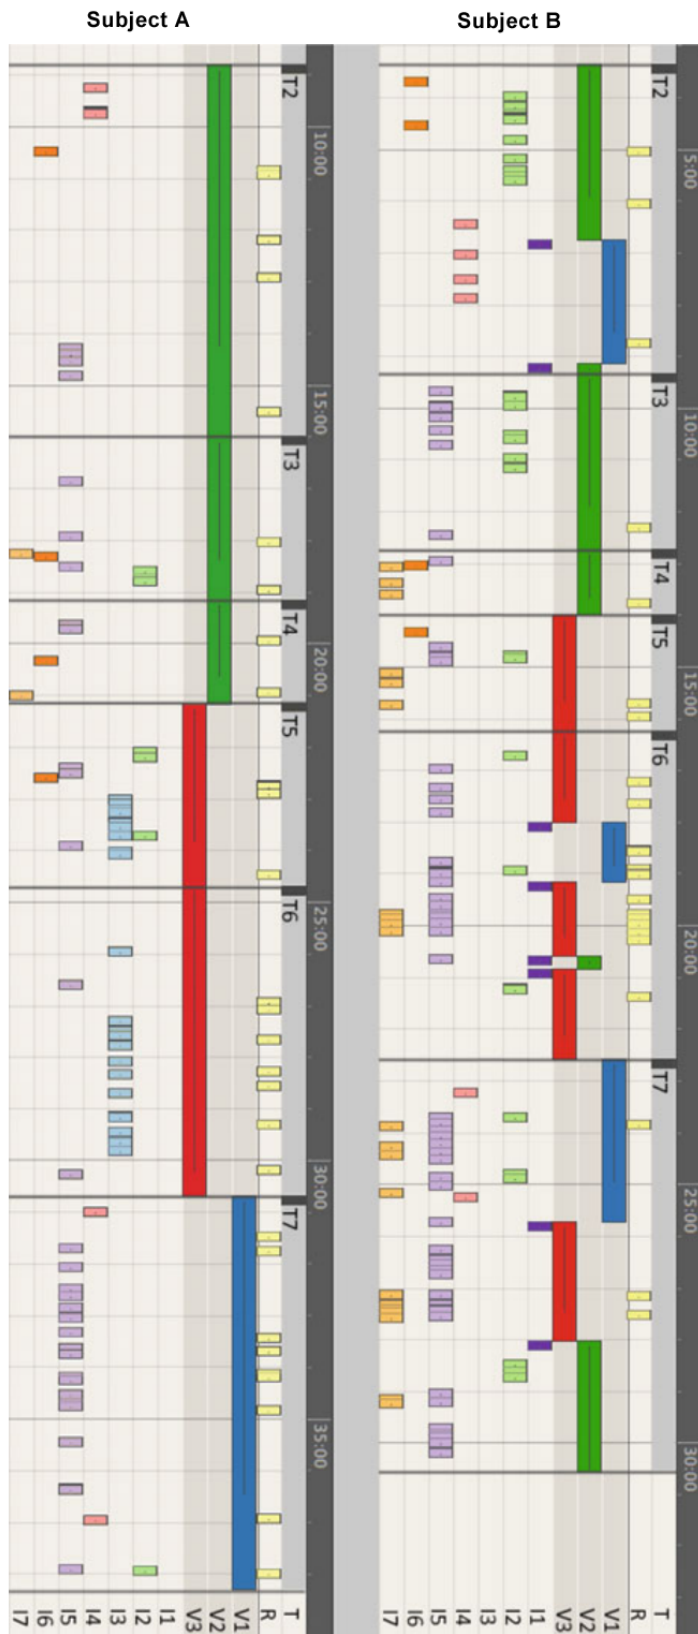 Subject A
Subject B
T2
T3
T4
T5
T6
T7
10:00
15:00
20:00
25:00
30:00
35:00
T
R
V1
V2
V3
I1
I2
I3
I4
I5
I6
I7
T2
T3
T4
T5
T6
T7
5:00
10:00
15:00
20:00
25:00
30:00
T
R
V1
V2
V3
I1
I2
I3
I4
I5
I6
I7